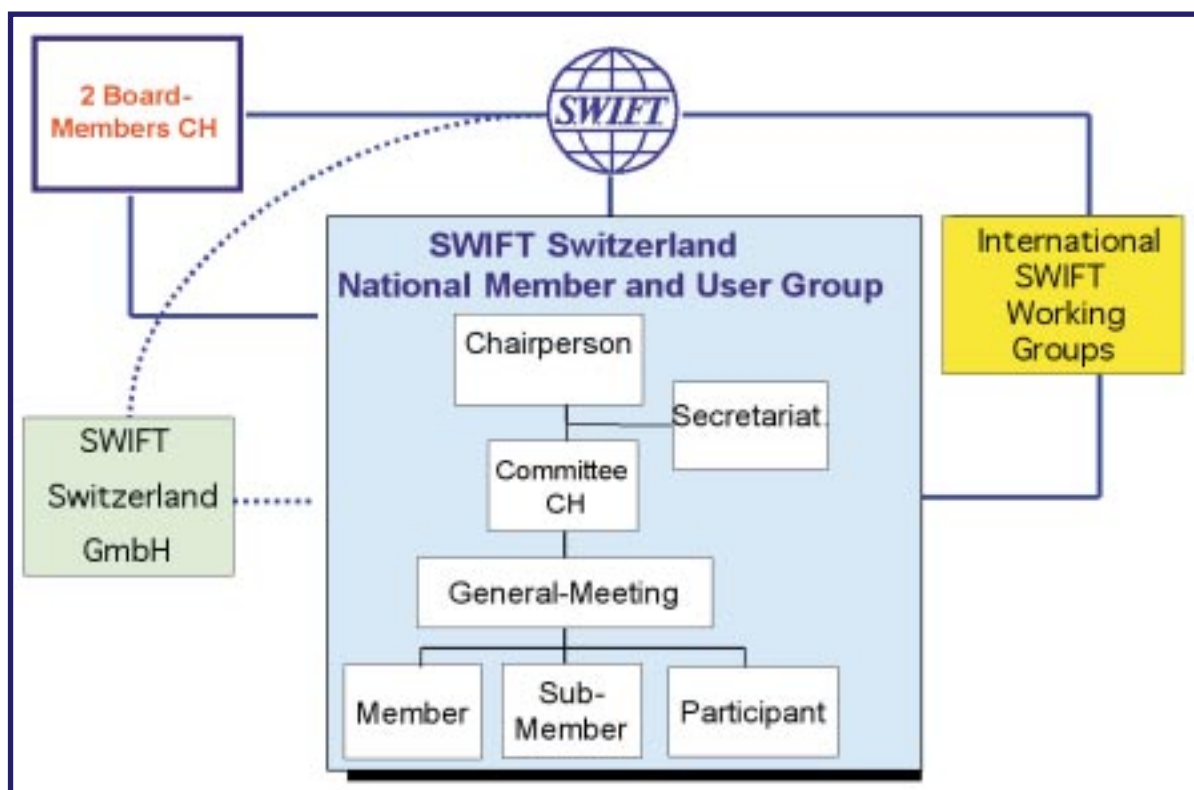 2 Board-
Members CH
S.W.I.F.T.
SWIFT Switzerland
National Member and User Group
International
SWIFT
Working
Groups
Chairperson
Secretariat.
SWIFT
Switzerland
GmbH
Committee
CH
General-Meeting
Member
Sub-
Member
Participant